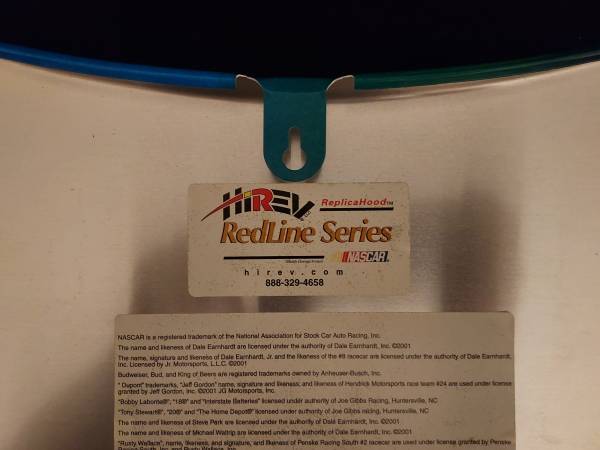 HiREV ReplicaHood™
RedLine Series
NASCAR®
hirev.com
888-329-4658
NASCAR is a registered trademark of the National Association for Stock Car Auto Racing, Inc.
The name and likeness of Dale Earnhardt are licensed under the authority of Dale Earnhardt, Inc. ©2001
The name, signature and likeness of Dale Earnhardt, Jr. and the likeness of the #8 racecar are licensed under the authority of Dale Earnhardt,
Inc. Licensed by Jr. Motorsports, L.L.C. ©2001
Budweiser, Bud, and King of Beers are registered trademarks owned by Anheuser-Busch, Inc.
" Dupont" trademarks, "Jeff Gordon" name, signature and likeness; and likeness of Hendrick Motorsports race team #24 are used under license
granted by Jeff Gordon, Inc. ©2001 JG Motorsports, Inc.
"Bobby Labonte®", "18®" and "Interstate Batteries" licensed under authority of Joe Gibbs Racing, Huntersville, NC
"Tony Stewart®", "20®" and "The Home Depot®" licensed under authority of Joe Gibbs racing, Huntersville, NC
The name and likeness of Steve Park are licensed under the authority of Dale Earnhardt, Inc. ©2001
The name and likeness of Michael Waltrip are licensed under the authority of Dale Earnhardt, Inc. ©2001
"Rusty Wallace", name, likeness, and signature, and likeness of Penske Racing South #2 racecar are used under license granted by Penske
Racing South, Inc. and Rusty Wallace, Inc.